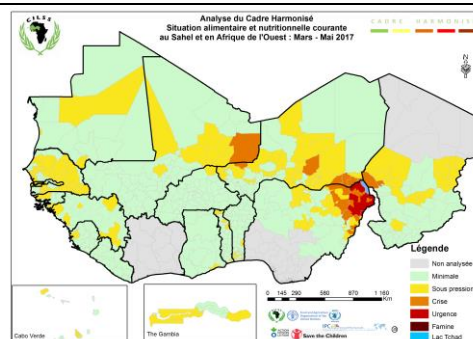 CILSS
Analyse du Cadre Harmonisé
Situation alimentaire et nutritionnelle courante
au Sahel et en Afrique de l'Ouest : Mars - Mai 2017
CADRE HARMONISÉ
Légende
Non analysée
Minimale
Sous pression
Crise
Urgence
Famine
Lac Tchad
0 145 290 580 870 1 160
Km
Cabo Verde
The Gambia
Save the Children